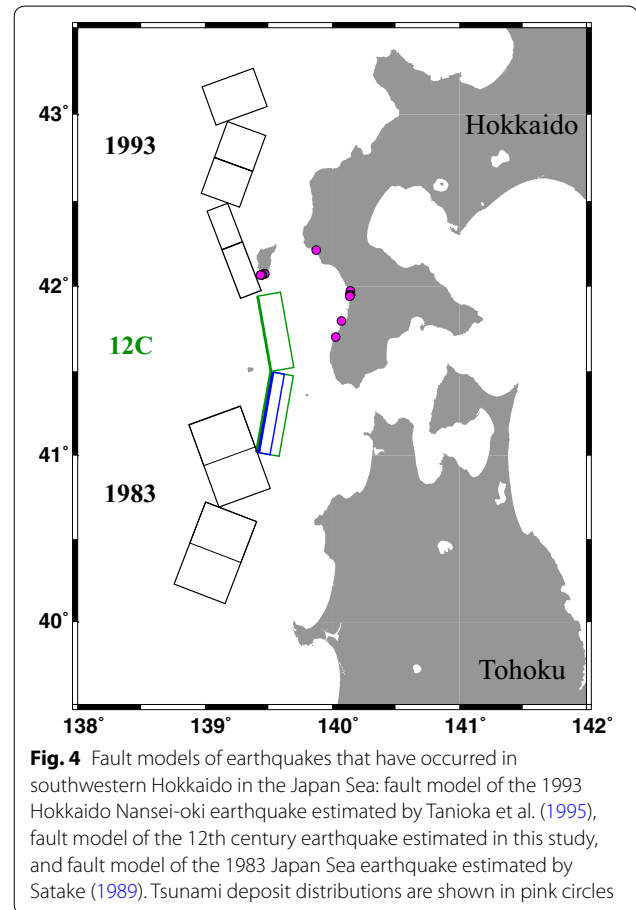 43˚
Hokkaido
1993
42˚
12C
41˚
1983
40˚
Tohoku
138˚ 139˚ 140˚ 141˚ 142˚
Fig. 4 Fault models of earthquakes that have occurred in
southwestern Hokkaido in the Japan Sea: fault model of the 1993
Hokkaido Nansei-oki earthquake estimated by Tanioka et al. (1995),
fault model of the 12th century earthquake estimated in this study,
and fault model of the 1983 Japan Sea earthquake estimated by
Satake (1989). Tsunami deposit distributions are shown in pink circles